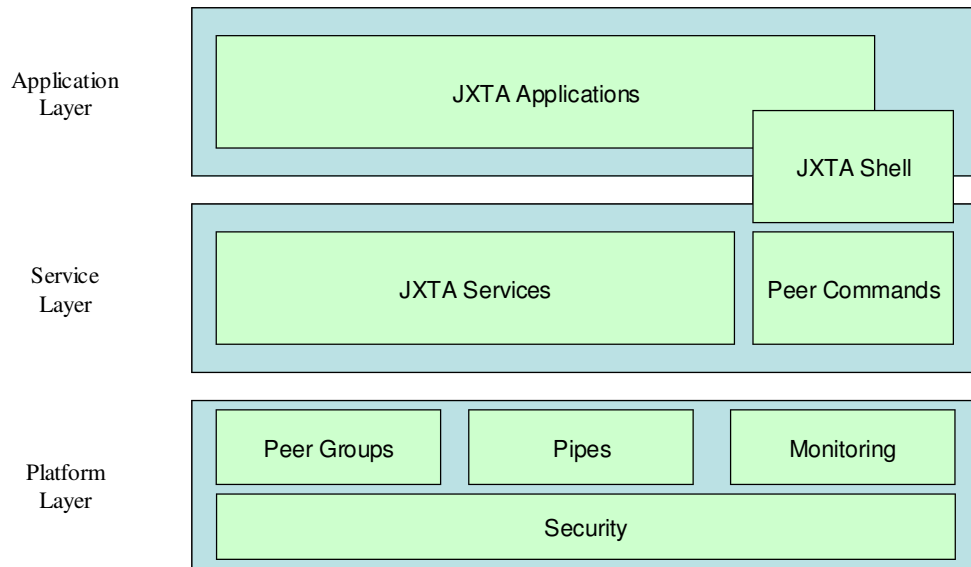 Application
Layer
JXTA Applications
JXTA Shell
Service
Layer
JXTA Services
Peer Commands
Platform
Layer
Peer Groups
Pipes
Monitoring
Security